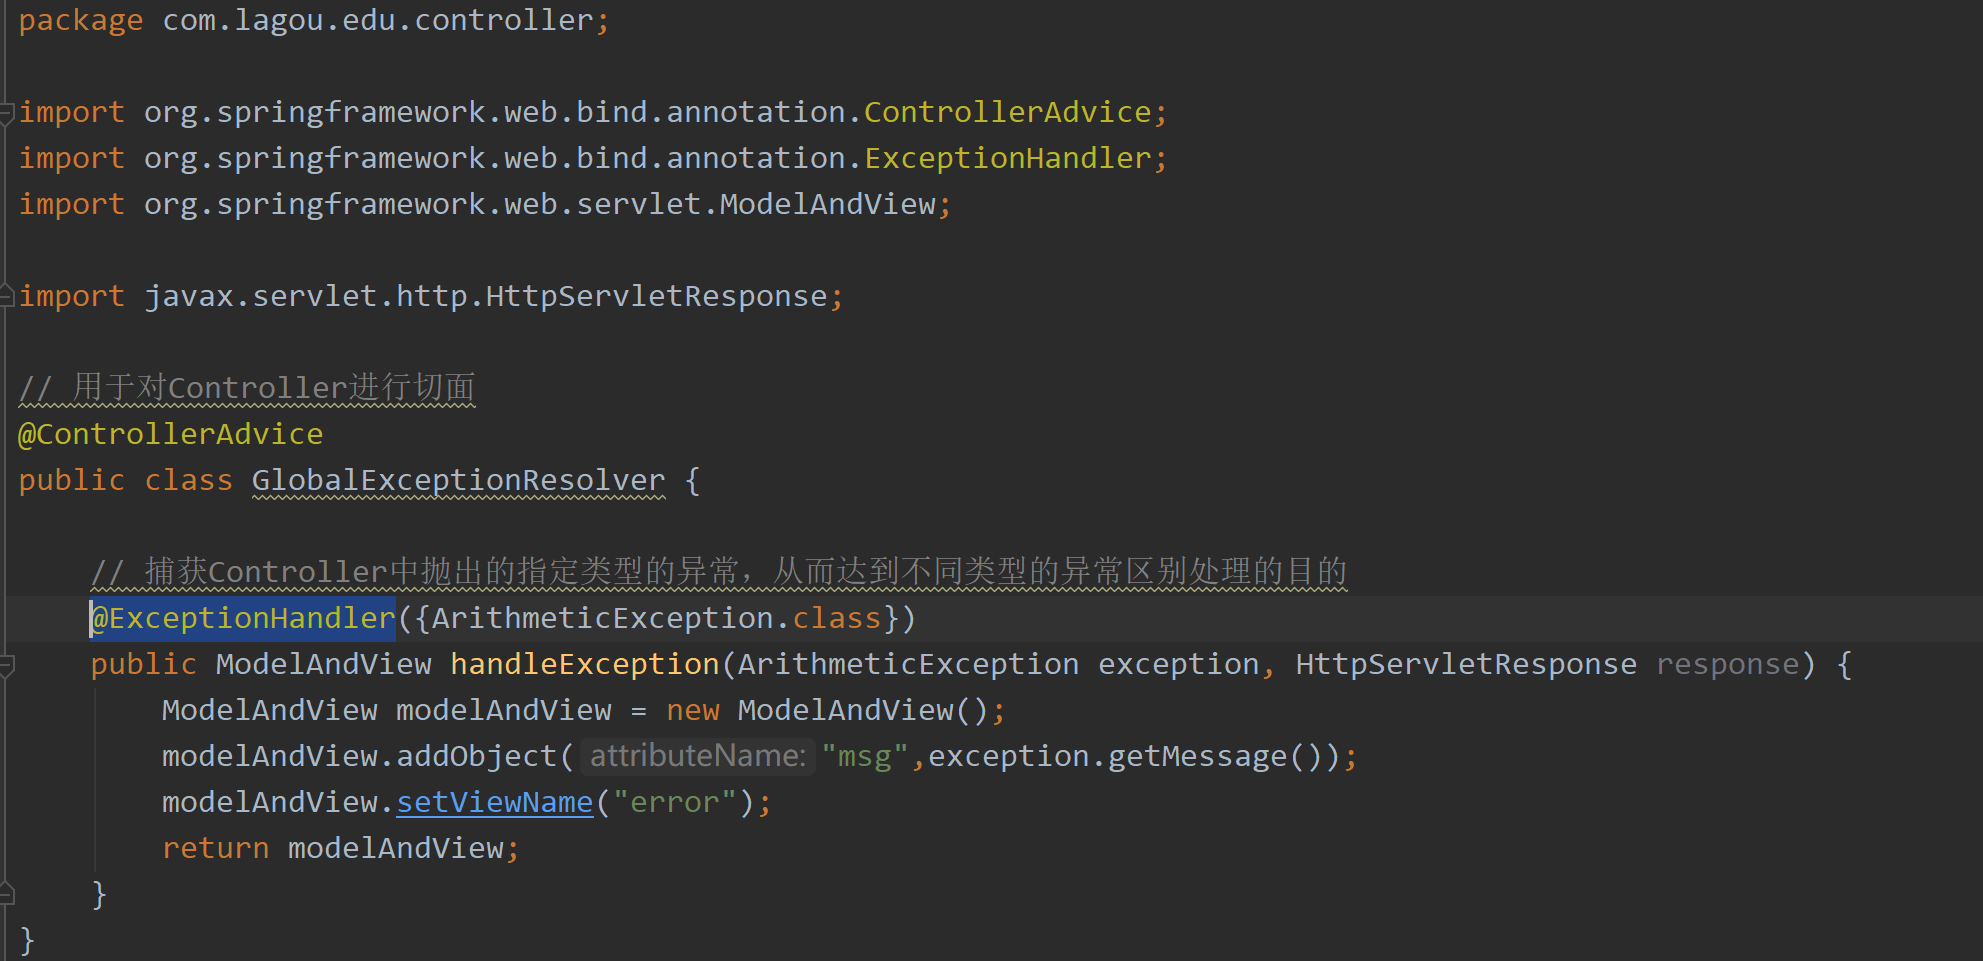 package com.lagou.edu.controller;
import org.springframework.web.bind.annotation.ControllerAdvice;
import org.springframework.web.bind.annotation.ExceptionHandler;
import org.springframework.web.servlet.ModelAndView;
import javax.servlet.http.HttpServletResponse;
// 用于对Controller进行切面
@ControllerAdvice
public class GlobalExceptionResolver {
// 捕获Controller中抛出的指定类型的异常，从而达到不同类型的异常区别处理的目的
@ExceptionHandler({ArithmeticException.class})
public ModelAndView handleException(ArithmeticException exception, HttpServletResponse response) {
ModelAndView modelAndView = new ModelAndView();
modelAndView.addObject( attributeName: "msg",exception.getMessage());
modelAndView.setViewName("error");
return modelAndView;
}
}